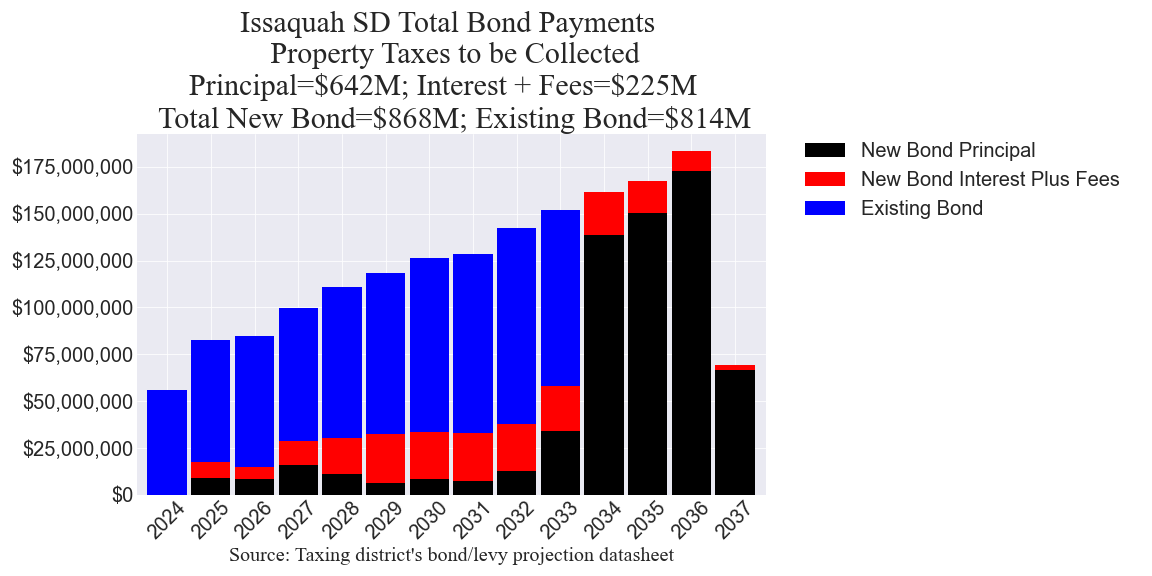 Issaquah SD Total Bond Payments
Property Taxes to be Collected
Principal=$642M; Interest + Fees=$225M
Total New Bond=$868M; Existing Bond=$814M
New Bond Principal
New Bond Interest Plus Fees
Existing Bond
$175,000,000
$150,000,000
$125,000,000
$100,000,000
$75,000,000
$50,000,000
$25,000,000
$0
2024 2025 2026 2027 2028 2029 2030 2031 2032 2033 2034 2035 2036 2037
Source: Taxing district's bond/levy projection datasheet